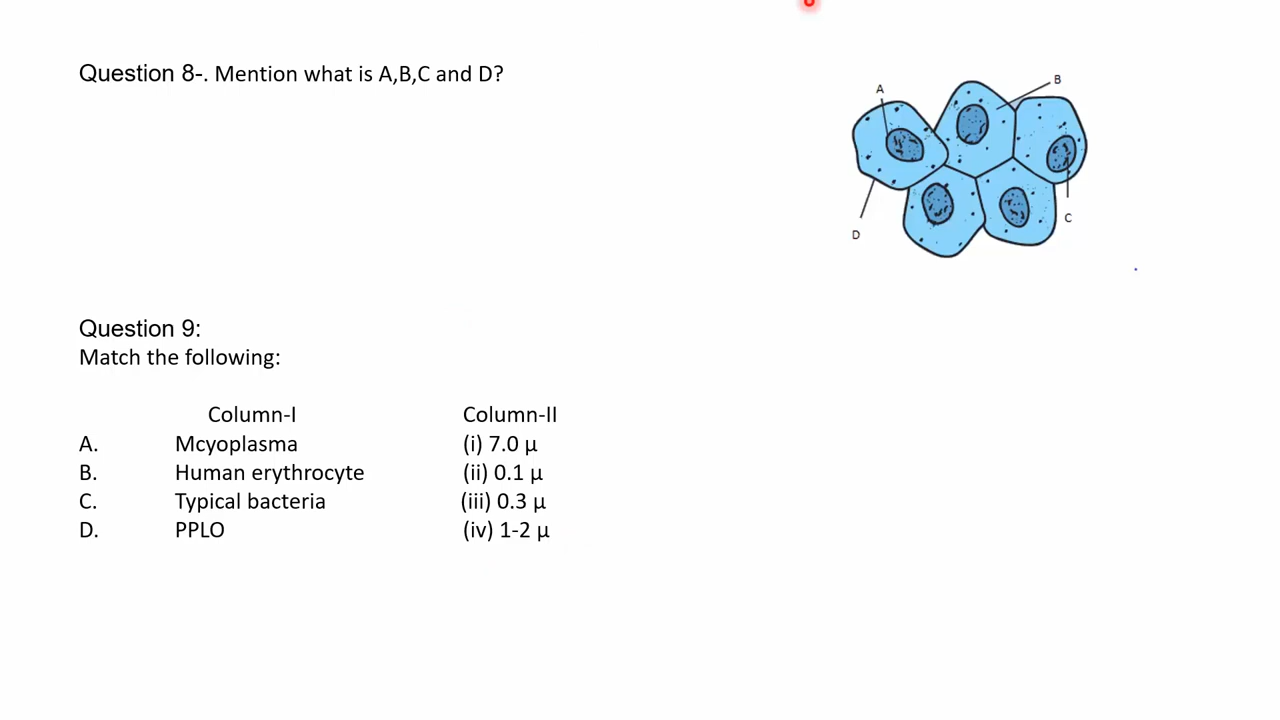 Question 8-. Mention what is A,B,C and D?
A
B
C
D
Question 9:
Match the following:
Column-I Column-II
A. Mcyoplasma (i) 7.0 µ
B. Human erythrocyte (ii) 0.1 µ
C. Typical bacteria (iii) 0.3 µ
D. PPLO (iv) 1-2 µ